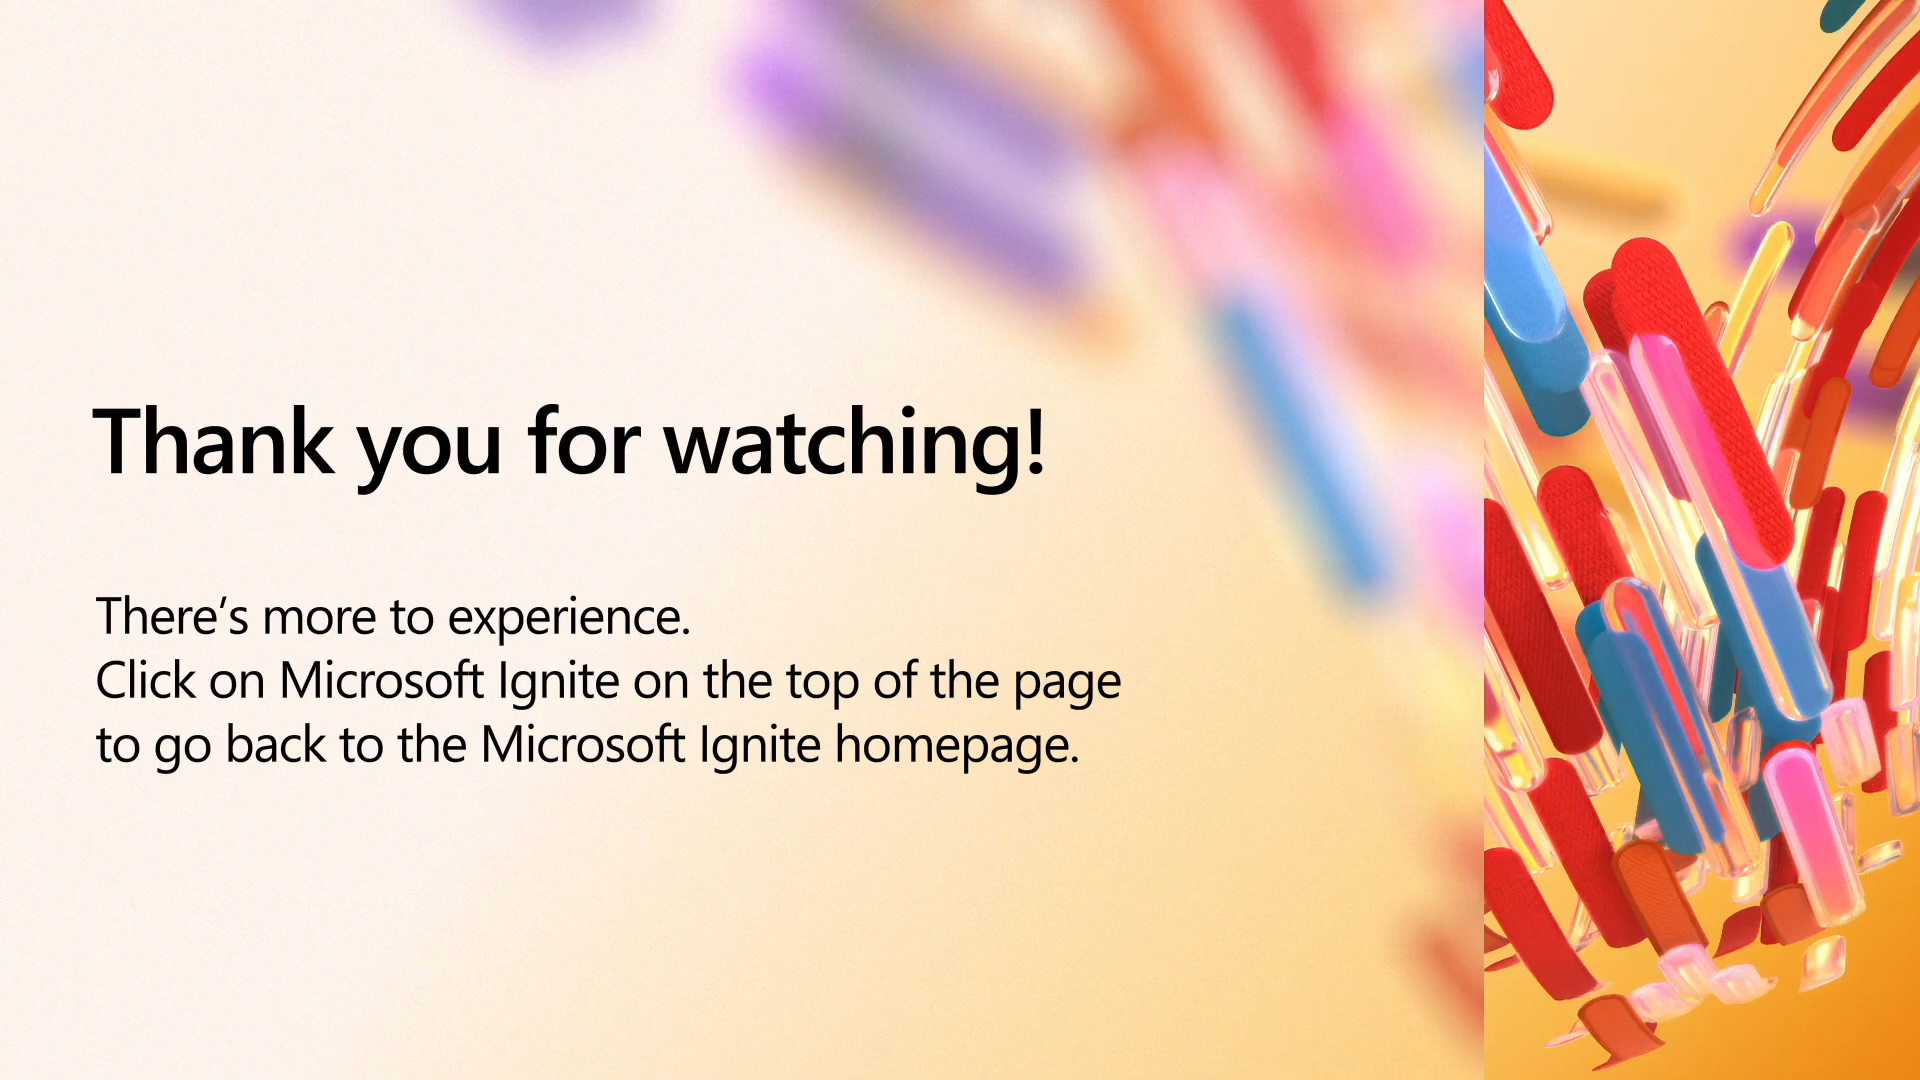 Thank you for watching!
There’s more to experience.
Click on Microsoft Ignite on the top of the page
to go back to the Microsoft Ignite homepage.